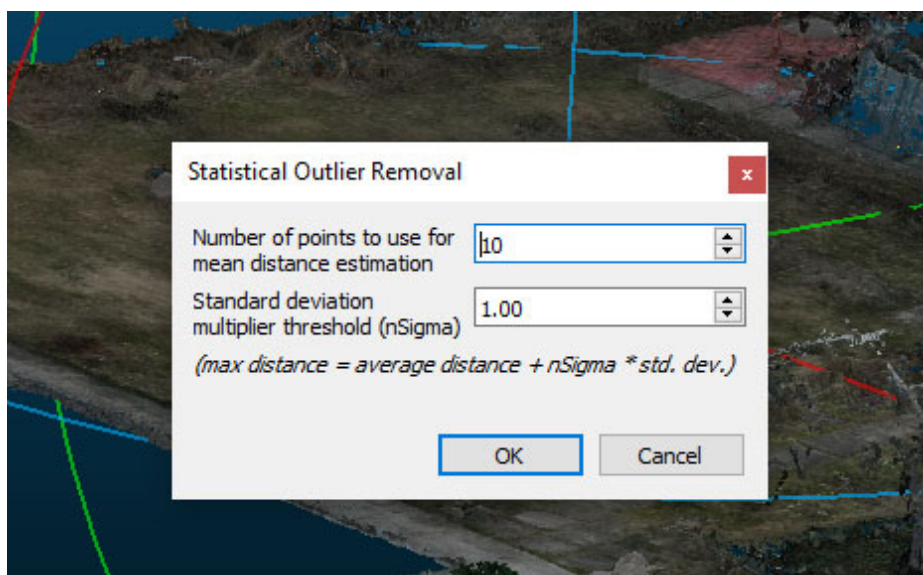 Statistical Outlier Removal
x
Number of points to use for
mean distance estimation
10
Standard deviation
multiplier threshold (nSigma)
1.00
(max distance = average distance + nSigma * std. dev.)
OK
Cancel